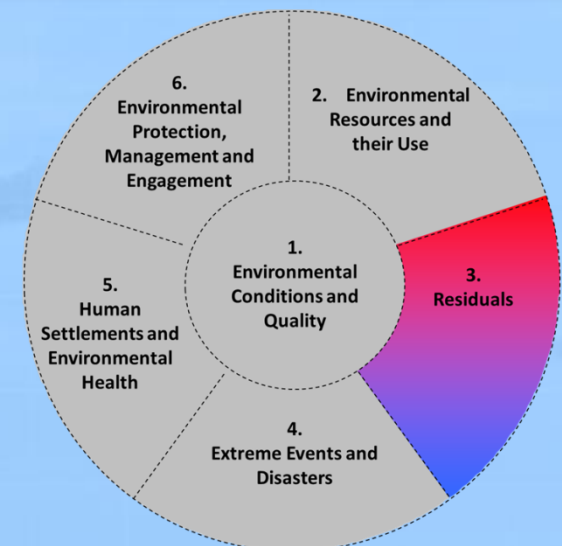 1.
Environmental
Conditions and
Quality
2. Environmental
Resources and
their Use
3.
Residuals
4.
Extreme Events and
Disasters
5.
Human
Settlements and
Environmental
Health
6.
Environmental
Protection,
Management and
Engagement